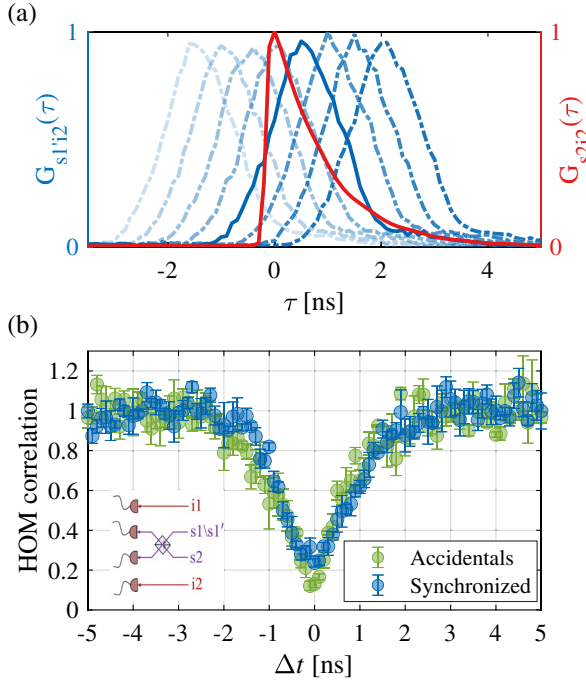 (a)
1
1
G_{s1'i2}(τ)
G_{s2i2}(τ)
0
0
-2 0 2 4
τ [ns]
(b)
1.2
1
0.8
0.6
0.4
0.2
0
HOM correlation
i1
s1\s1′
s2
i2
Accidentals
Synchronized
-5 -4 -3 -2 -1 0 1 2 3 4 5
Δt [ns]